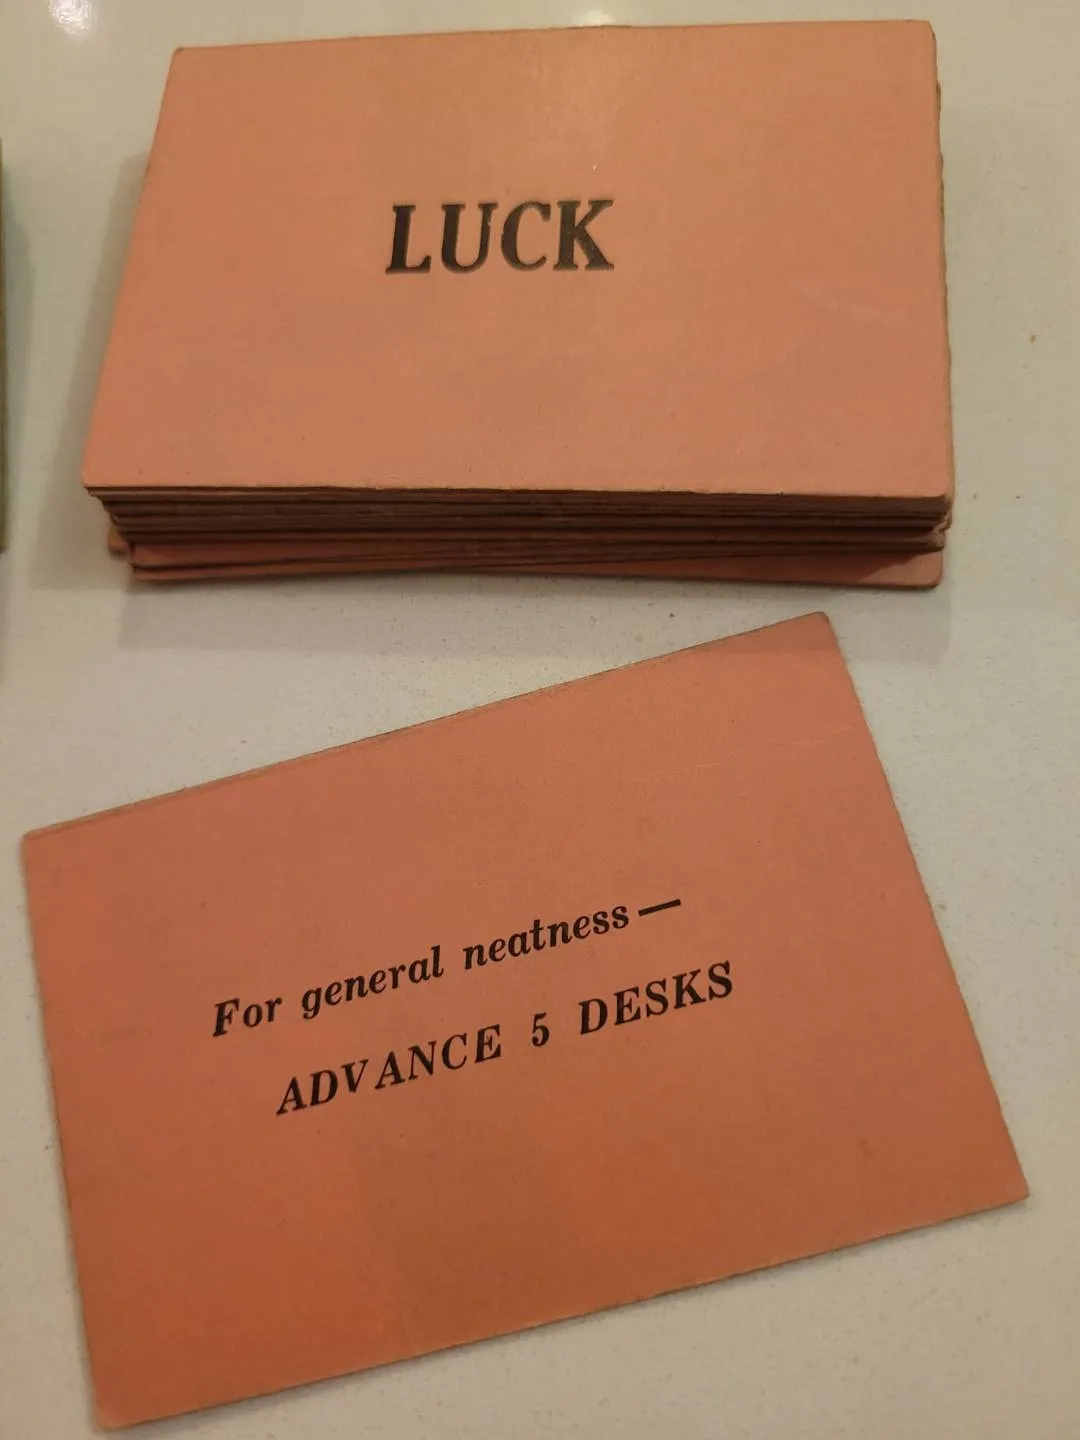 LUCK
For general neatness—
ADVANCE 5 DESKS